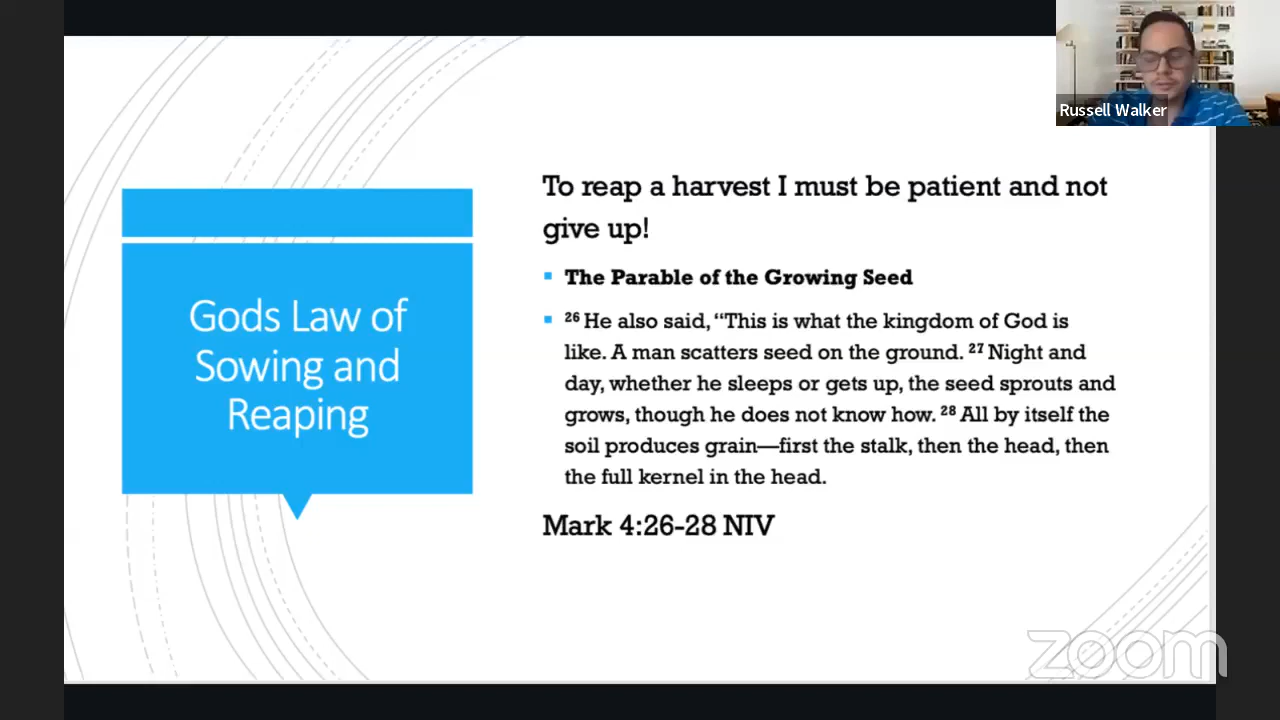 Russell Walker
Gods Law of
Sowing and
Reaping
To reap a harvest I must be patient and not
give up!
The Parable of the Growing Seed
26 He also said, “This is what the kingdom of God is
like. A man scatters seed on the ground. 27 Night and
day, whether he sleeps or gets up, the seed sprouts and
grows, though he does not know how. 28 All by itself the
soil produces grain—first the stalk, then the head, then
the full kernel in the head.
Mark 4:26-28 NIV
zoom